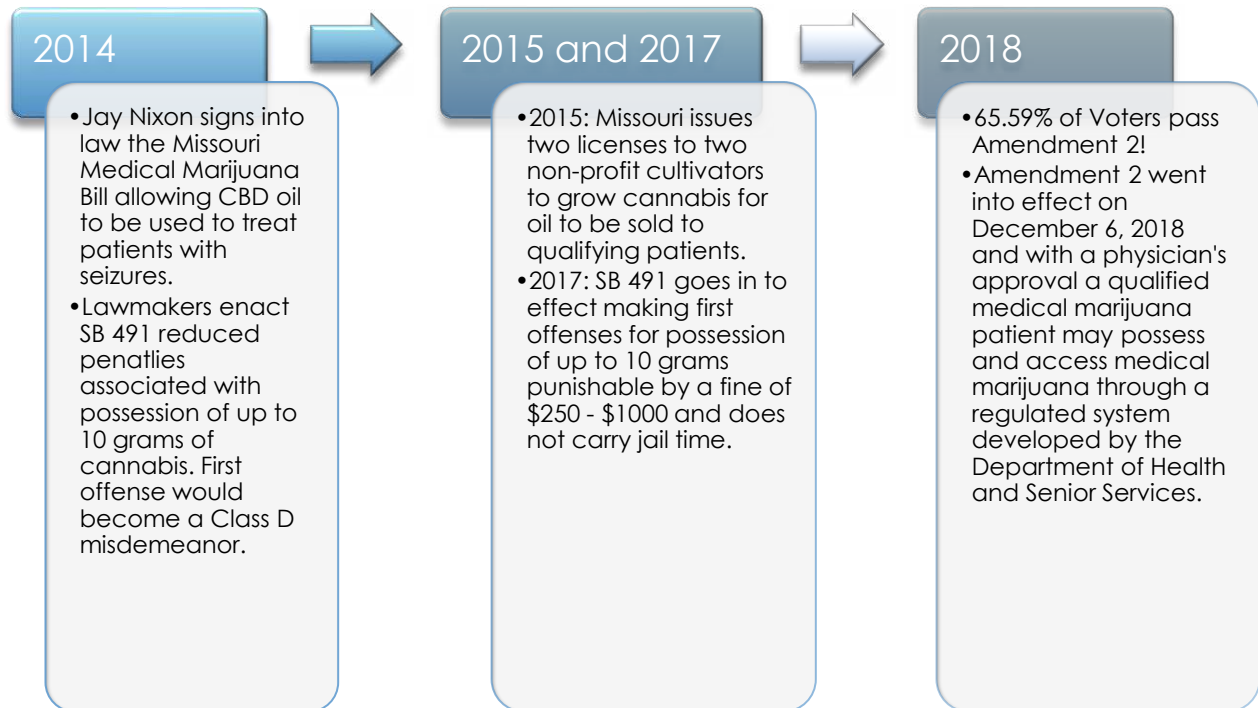 2014
•Jay Nixon signs into
law the Missouri
Medical Marijuana
Bill allowing CBD oil
to be used to treat
patients with
seizures.
•Lawmakers enact
SB 491 reduced
penatlies
associated with
possession of up to
10 grams of
cannabis. First
offense would
become a Class D
misdemeanor.
2015 and 2017
•2015: Missouri issues
two licenses to two
non-profit cultivators
to grow cannabis for
oil to be sold to
qualifying patients.
•2017: SB 491 goes in to
effect making first
offenses for possession
of up to 10 grams
punishable by a fine of
$250 - $1000 and does
not carry jail time.
2018
•65.59% of Voters pass
Amendment 2!
•Amendment 2 went
into effect on
December 6, 2018
and with a physician's
approval a qualified
medical marijuana
patient may possess
and access medical
marijuana through a
regulated system
developed by the
Department of Health
and Senior Services.